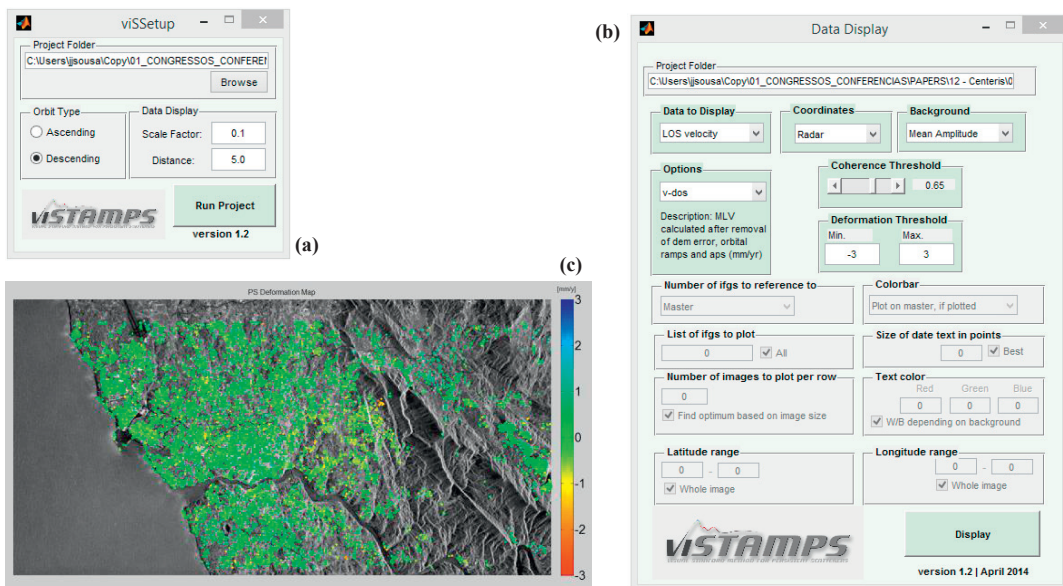 viSSetup
Project Folder
C:\Users\jjsousa\Copy\01_CONGRESSOS_CONFEREN
Browse
Orbit Type
Ascending
Descending
Data Display
Scale Factor: 0.1
Distance: 5.0
viSTAMPS
Run Project
version 1.2
(a)
(b)
Data Display
Project Folder
C:\Users\jjsousa\Copy\01_CONGRESSOS_CONFERENCIAS\PAPERS\12 - Centeris\0
Data to Display
LOS velocity
Coordinates
Radar
Background
Mean Amplitude
Options
v-dos
Description: MLV
calculated after removal
of dem error, orbital
ramps and aps (mm/yr)
Coherence Threshold
0.65
Deformation Threshold
Min. Max.
-3 3
Number of ifgs to reference to
Master
Colorbar
Plot on master, if plotted
List of ifgs to plot
0 All
Size of date text in points
0 Best
Number of images to plot per row
0
Find optimum based on image size
Text color
Red Green Blue
0 0 0
W/B depending on background
Latitude range
0 - 0
Whole image
Longitude range
0 - 0
Whole image
viSTAMPS
Display
version 1.2 | April 2014
(c)
PS Deformation Map
[mm/y]
3
2
1
0
-1
-2
-3